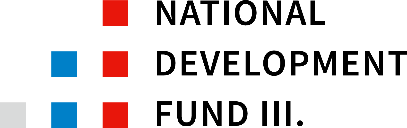 NATIONAL
DEVELOPMENT
FUND III.